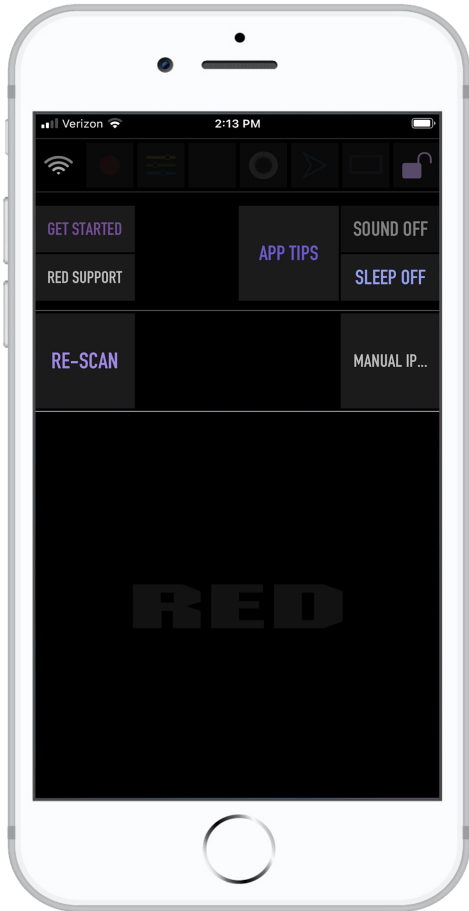 Verizon 2:13 PM
GET STARTED
APP TIPS
SOUND OFF
RED SUPPORT
SLEEP OFF
RE-SCAN
MANUAL IP...
RED